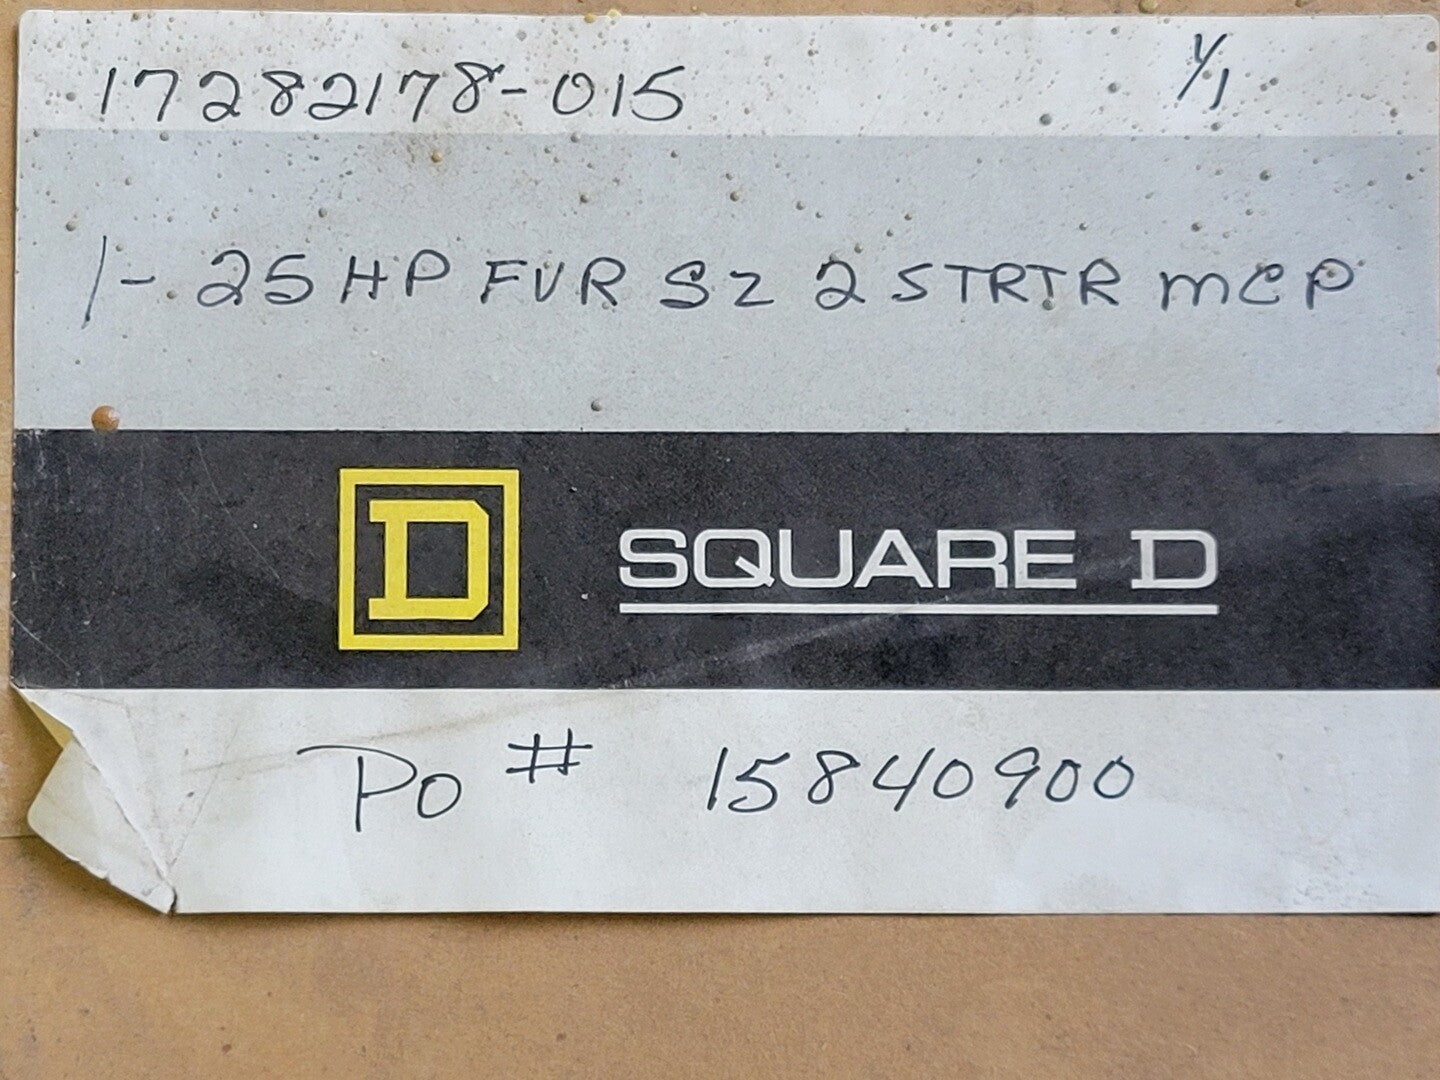 17282178-015 1/1
1- 25HP FVR SZ 2 STRTR MCP
D SQUARE D
PO # 15840900